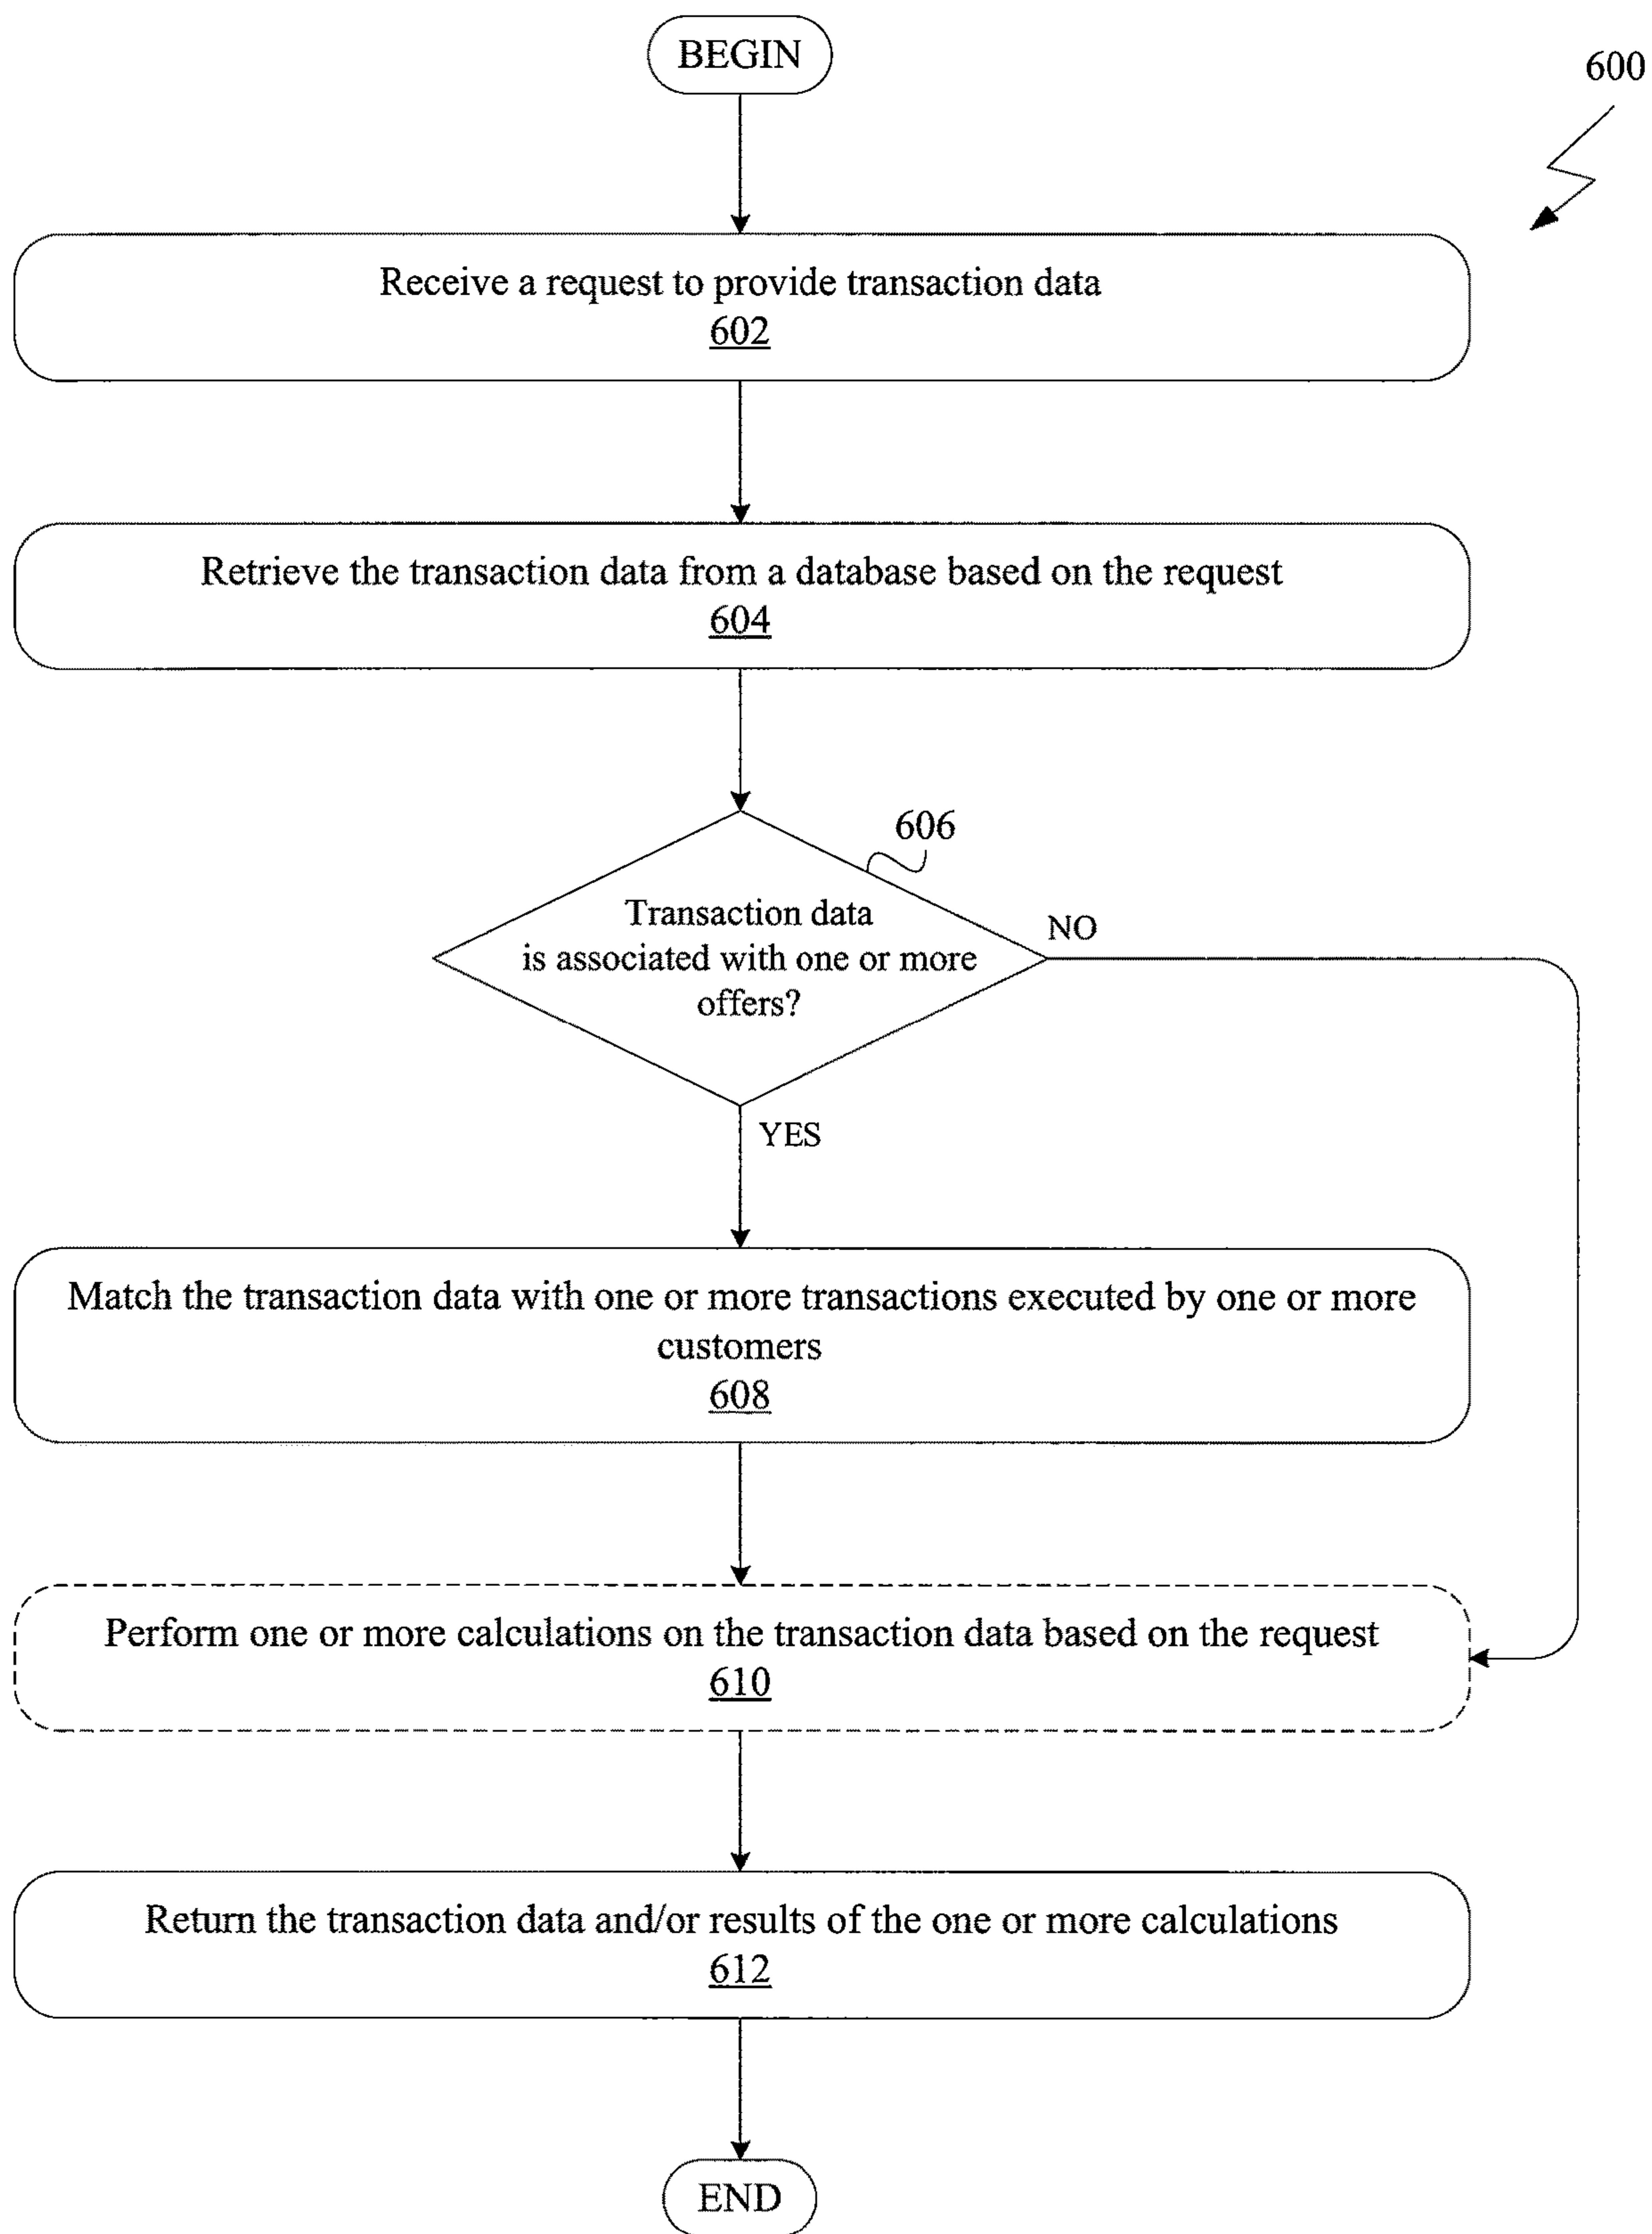 BEGIN
600
Receive a request to provide transaction data
602
Retrieve the transaction data from a database based on the request
604
606
Transaction data
is associated with one or more
offers?
NO
YES
Match the transaction data with one or more transactions executed by one or more
customers
608
Perform one or more calculations on the transaction data based on the request
610
Return the transaction data and/or results of the one or more calculations
612
END